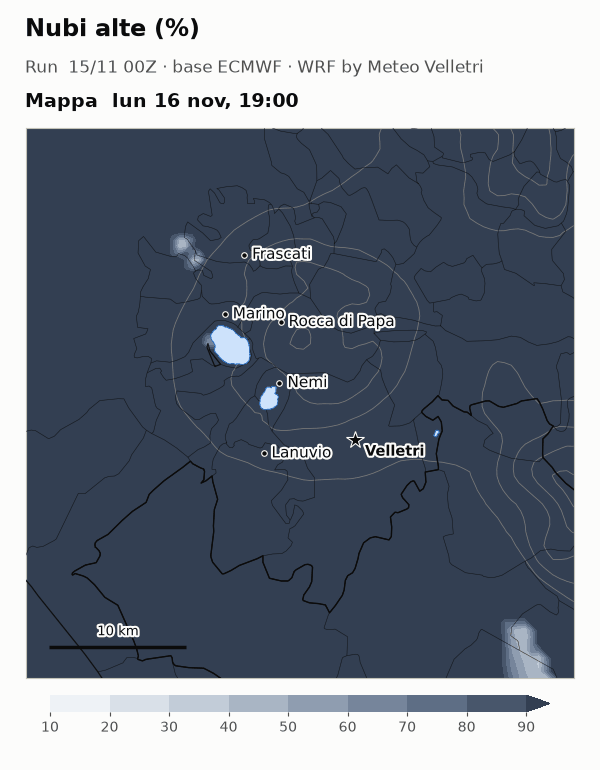 Nubi alte (%)
Run  15/11 00Z · base ECMWF · WRF by Meteo Velletri
Mappa  lun 16 nov, 19:00
Frascati
Marino
Rocca di Papa
Nemi
Velletri
Lanuvio
10 km
10 20 30 40 50 60 70 80 90